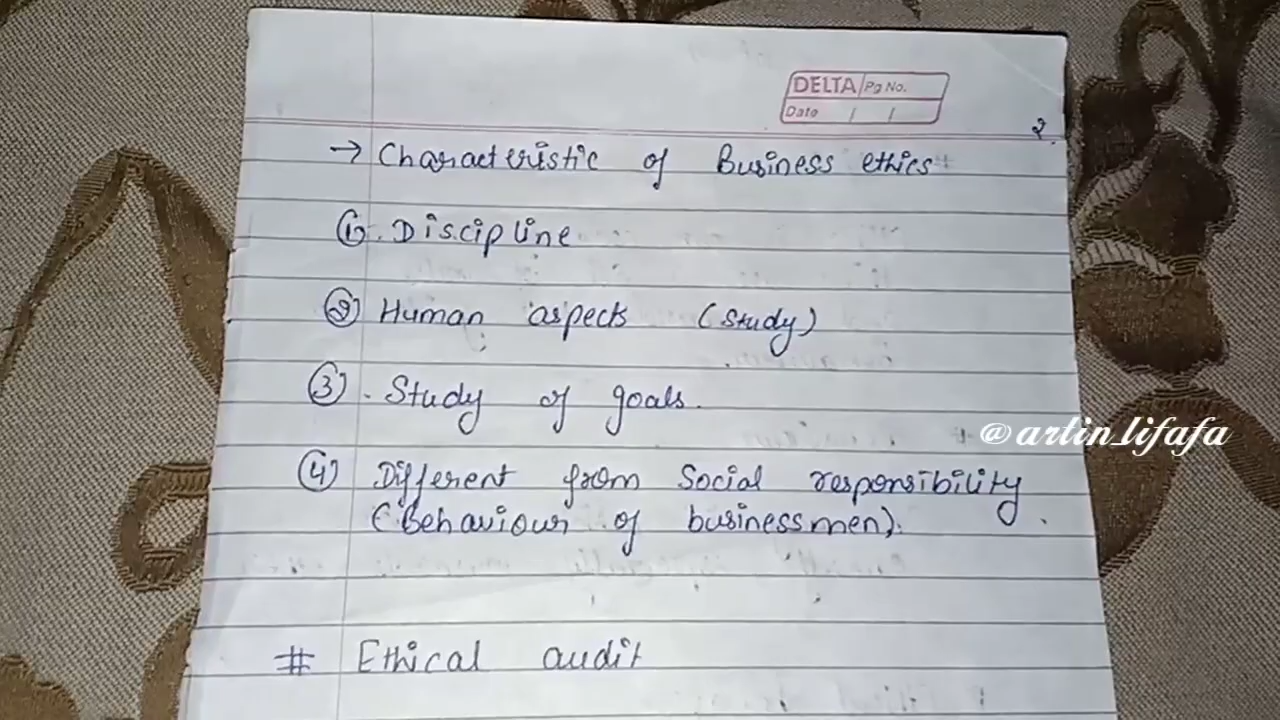 DELTA Pg No.
Date / /
2
→ Characteristic of Business ethics
① Discipline
② Human aspects (study)
③ . Study of goals.
④ Different from Social responsibility
(Behaviour of businessmen).
@artin_lifafa
# Ethical audit